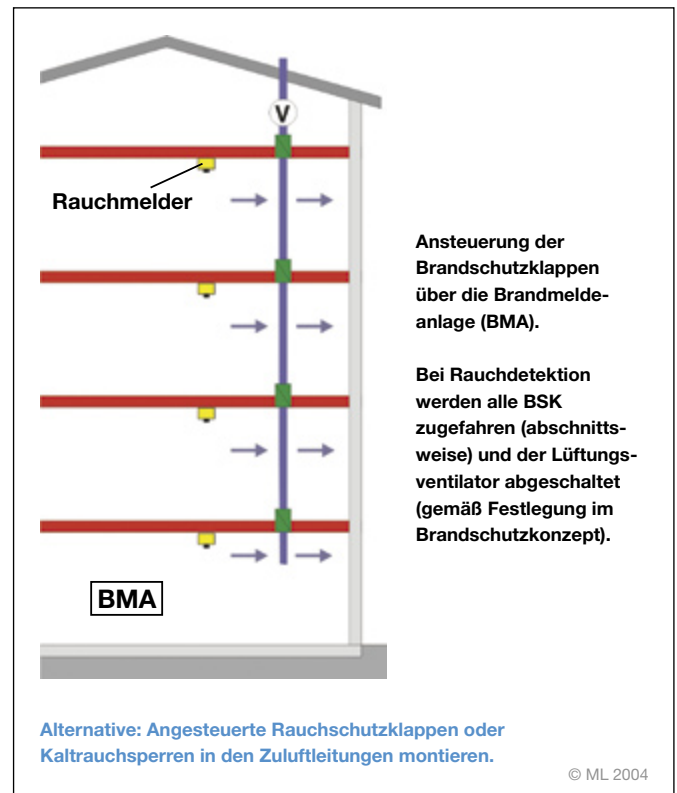 V
Rauchmelder
Ansteuerung der
Brandschutzklappen
über die Brandmelde-
anlage (BMA).
Bei Rauchdetektion
werden alle BSK
zugefahren (abschnitts-
weise) und der Lüftungs-
ventilator abgeschaltet
(gemäß Festlegung im
Brandschutzkonzept).
BMA
Alternative: Angesteuerte Rauchschutzklappen oder
Kaltrauchsperren in den Zuluftleitungen montieren.
© ML 2004